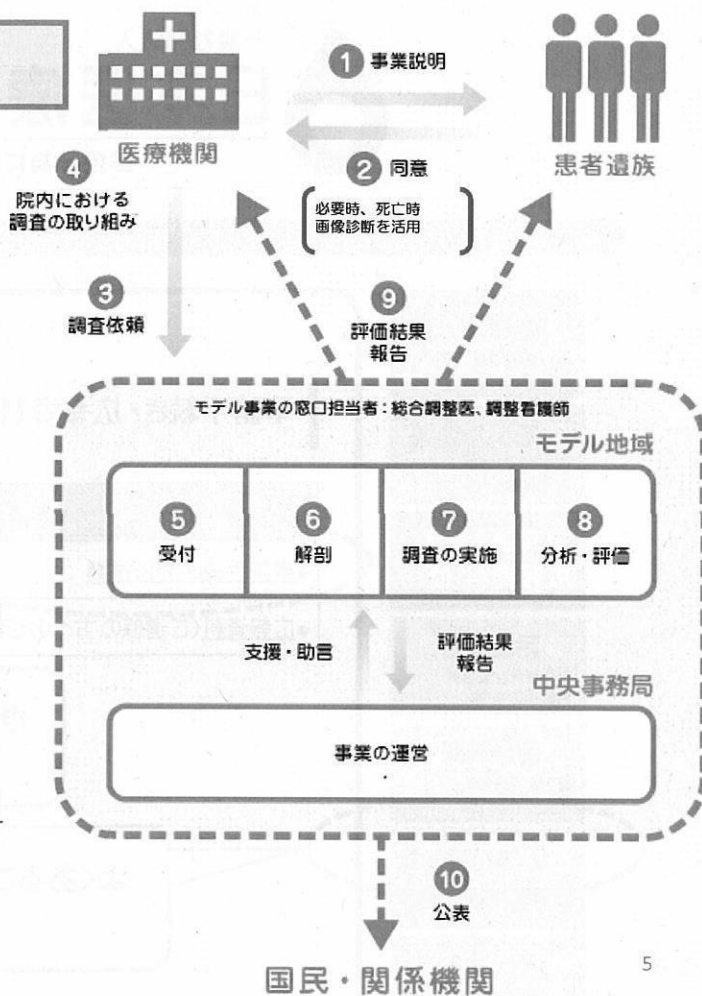 1 事業説明
医療機関
患者遺族
2 同意
必要時、死亡時
画像診断を活用
4
院内における
調査の取り組み
3
調査依頼
9
評価結果
報告
モデル事業の窓口担当者：総合調整医、調整看護師
モデル地域
5
受付
6
解剖
7
調査の実施
8
分析・評価
支援・助言
評価結果
報告
中央事務局
事業の運営
10
公表
国民・関係機関
5